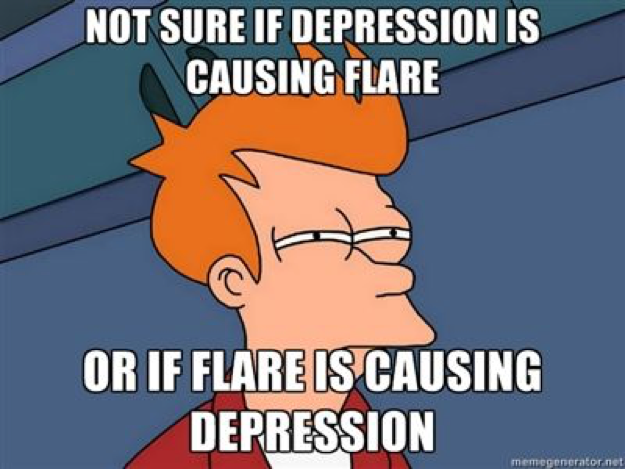 NOT SURE IF DEPRESSION IS
CAUSING FLARE
OR IF FLARE IS CAUSING
DEPRESSION
memegenerator.net